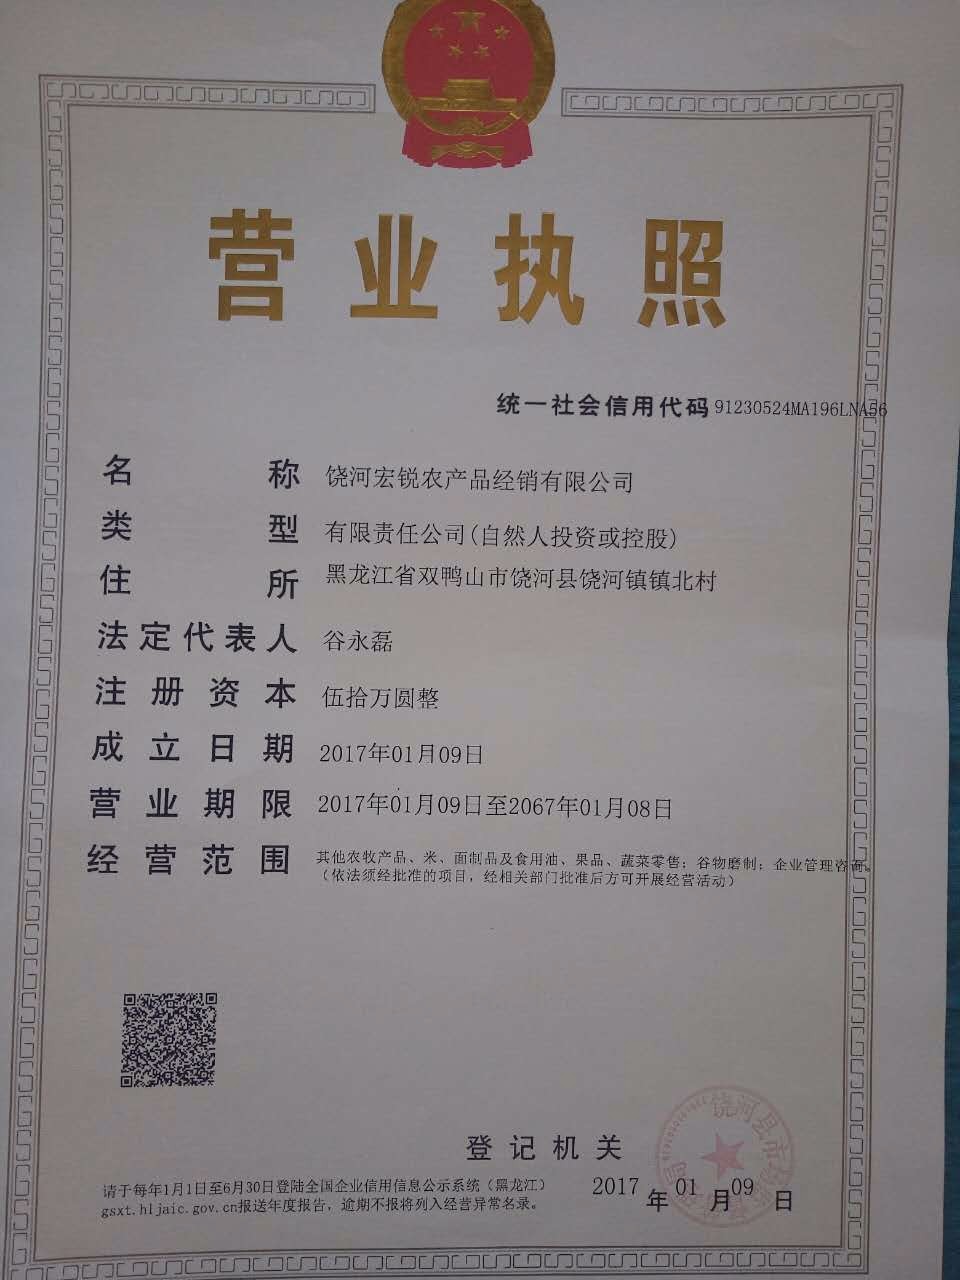 营业执照
统一社会信用代码 91230524MA196LNA56
名称 饶河宏锐农产品经销有限公司
类型 有限责任公司(自然人投资或控股)
住所 黑龙江省双鸭山市饶河县饶河镇镇北村
法定代表人 谷永磊
注册资本 伍拾万圆整
成立日期 2017年01月09日
营业期限 2017年01月09日至2067年01月08日
经营范围 其他农牧产品、米、面制品及食用油、果品、蔬菜零售；谷物磨制；企业管理咨询。
（依法须经批准的项目，经相关部门批准后方可开展经营活动）
登记机关
饶河县市场
请于每年1月1日至6月30日登陆全国企业信用信息公示系统（黑龙江）
gsxt.hljaic.gov.cn报送年度报告，逾期不报将列入经营异常名录。
2017年01月09日